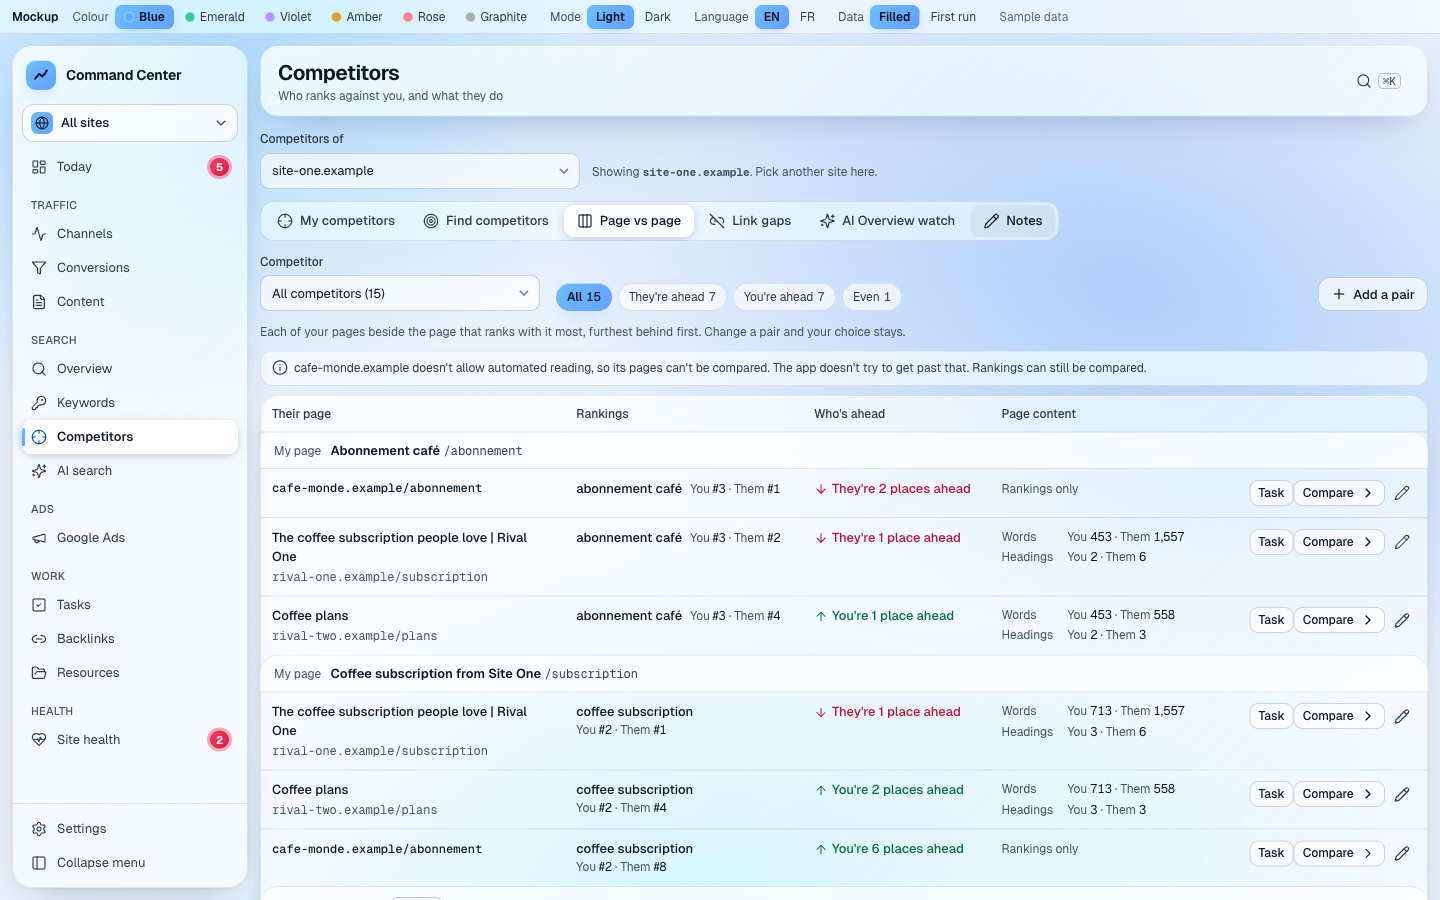 Mockup Colour Blue Emerald Violet Amber Rose Graphite Mode Light Dark Language EN FR Data Filled First run Sample data
Command Center
All sites
Today 5
TRAFFIC
Channels
Conversions
Content
SEARCH
Overview
Keywords
Competitors
AI search
ADS
Google Ads
WORK
Tasks
Backlinks
Resources
HEALTH
Site health 2
Settings
Collapse menu
Competitors
Who ranks against you, and what they do
⌘K
Competitors of
site-one.example
Showing site-one.example. Pick another site here.
My competitors Find competitors Page vs page Link gaps AI Overview watch Notes
Competitor
All competitors (15)
All 15 They're ahead 7 You're ahead 7 Even 1
Add a pair
Each of your pages beside the page that ranks with it most, furthest behind first. Change a pair and your choice stays.
cafe-monde.example doesn't allow automated reading, so its pages can't be compared. The app doesn't try to get past that. Rankings can still be compared.
Their page Rankings Who's ahead Page content
My page Abonnement café /abonnement
cafe-monde.example/abonnement abonnement café You #3 · Them #1 They're 2 places ahead Rankings only Task Compare
The coffee subscription people love | Rival One
rival-one.example/subscription
abonnement café You #3 · Them #2
They're 1 place ahead
Words You 453 · Them 1,557
Headings You 2 · Them 6
Task Compare
Coffee plans
rival-two.example/plans
abonnement café You #3 · Them #4
You're 1 place ahead
Words You 453 · Them 558
Headings You 2 · Them 3
Task Compare
My page Coffee subscription from Site One /subscription
The coffee subscription people love | Rival One
rival-one.example/subscription
coffee subscription
You #2 · Them #1
They're 1 place ahead
Words You 713 · Them 1,557
Headings You 3 · Them 6
Task Compare
Coffee plans
rival-two.example/plans
coffee subscription
You #2 · Them #4
You're 2 places ahead
Words You 713 · Them 558
Headings You 3 · Them 3
Task Compare
cafe-monde.example/abonnement
coffee subscription
You #2 · Them #8
You're 6 places ahead
Rankings only
Task Compare